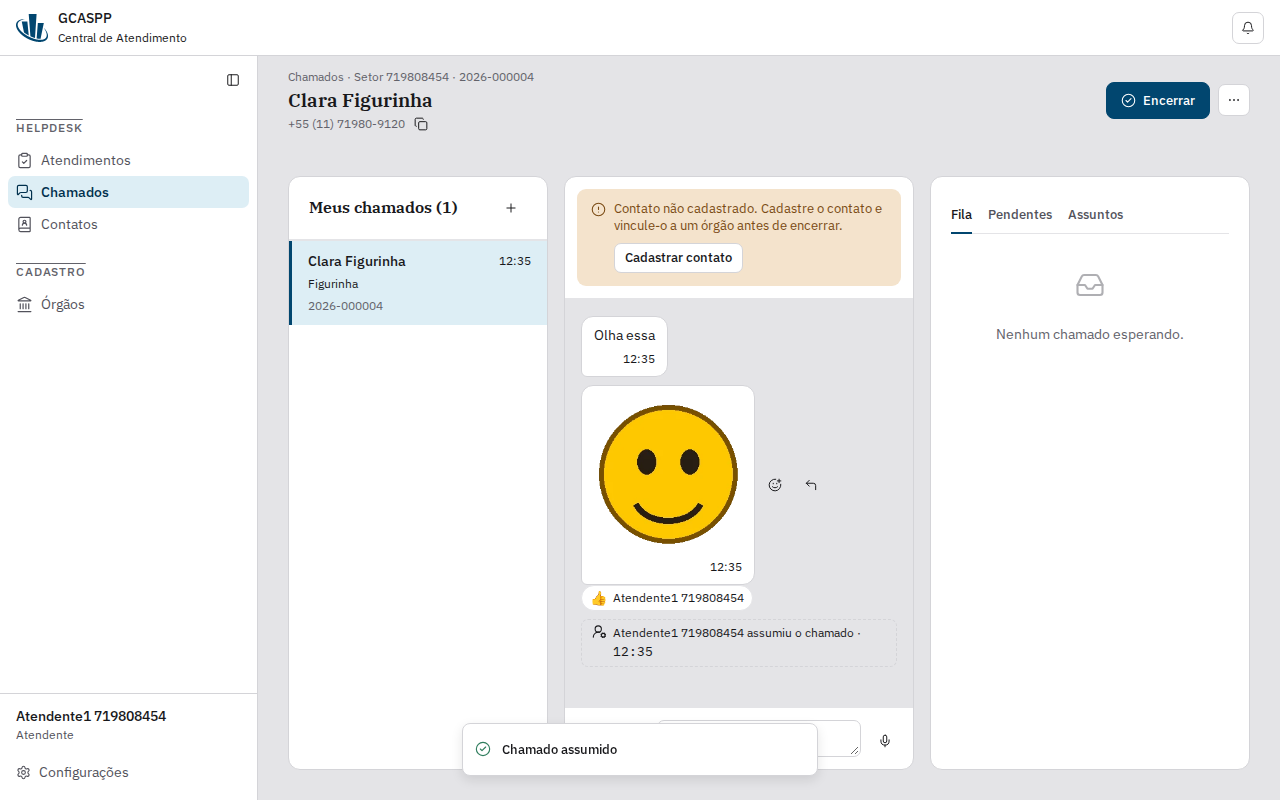 GCASPP
Central de Atendimento
HELPDESK
Atendimentos
Chamados
Contatos
CADASTRO
Órgãos
Atendente1 719808454
Atendente
Configurações
Chamados · Setor 719808454 · 2026-000004
Clara Figurinha
+55 (11) 71980-9120
Encerrar
Meus chamados (1)
Clara Figurinha 12:35
Figurinha
2026-000004
Contato não cadastrado. Cadastre o contato e
vincule-o a um órgão antes de encerrar.
Cadastrar contato
Olha essa
12:35
12:35
👍 Atendente1 719808454
Atendente1 719808454 assumiu o chamado ·
12:35
Chamado assumido
Fila Pendentes Assuntos
Nenhum chamado esperando.